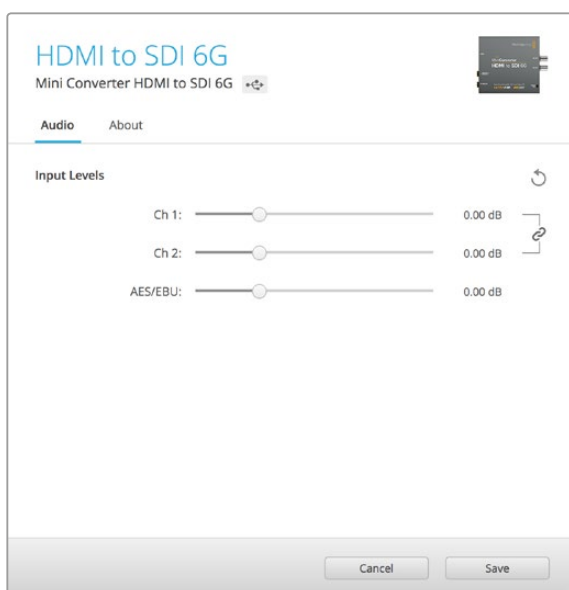 HDMI to SDI 6G
Mini Converter HDMI to SDI 6G
Audio About
Input Levels
Ch 1: 0.00 dB
Ch 2: 0.00 dB
AES/EBU: 0.00 dB
Cancel Save